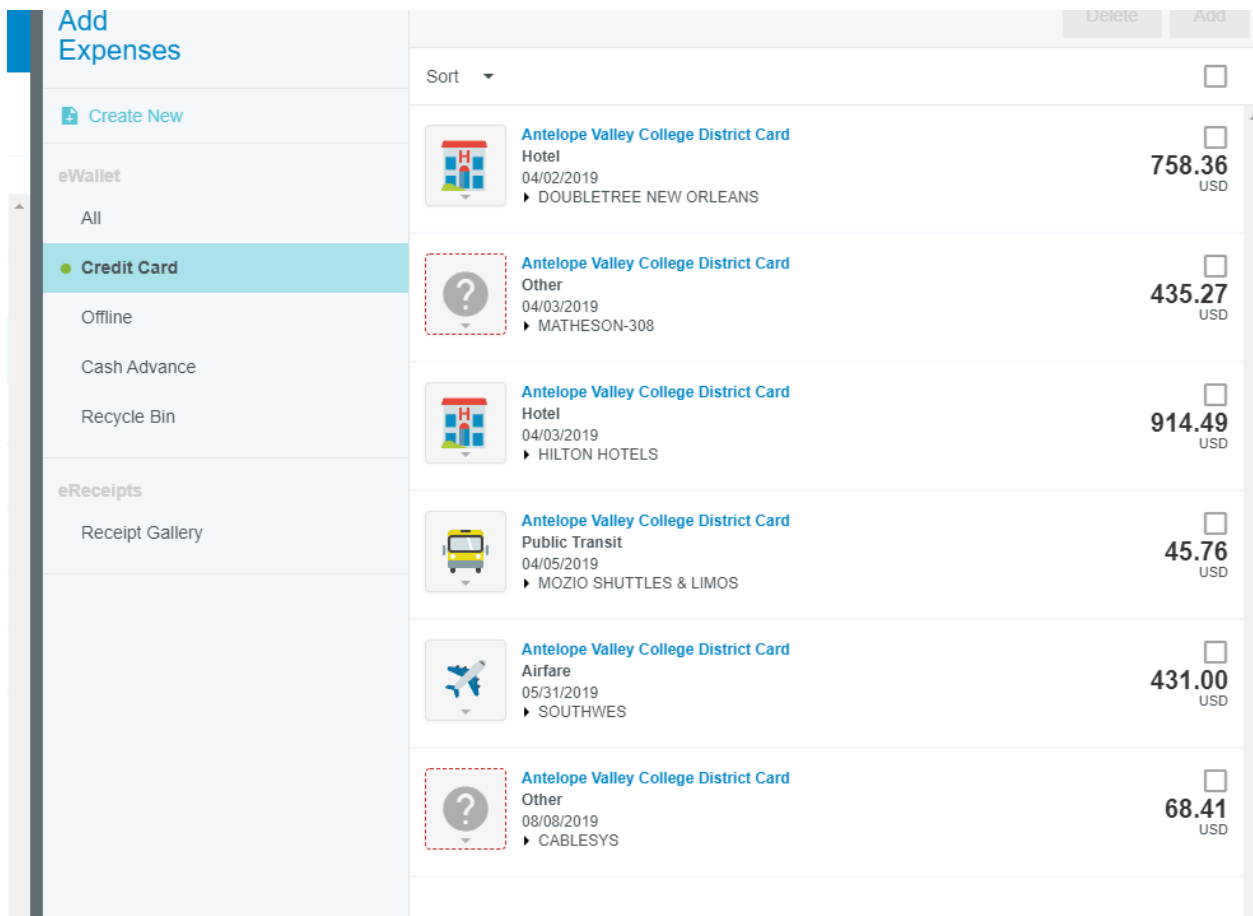 Add
Expenses
Create New
eWallet
All
Credit Card
Offline
Cash Advance
Recycle Bin
eReceipts
Receipt Gallery
Delete Add
Sort
Antelope Valley College District Card
Hotel
04/02/2019
DOUBLETREE NEW ORLEANS
758.36
USD
Antelope Valley College District Card
Other
04/03/2019
MATHESON-308
435.27
USD
Antelope Valley College District Card
Hotel
04/03/2019
HILTON HOTELS
914.49
USD
Antelope Valley College District Card
Public Transit
04/05/2019
MOZIO SHUTTLES & LIMOS
45.76
USD
Antelope Valley College District Card
Airfare
05/31/2019
SOUTHWES
431.00
USD
Antelope Valley College District Card
Other
08/08/2019
CABLESYS
68.41
USD